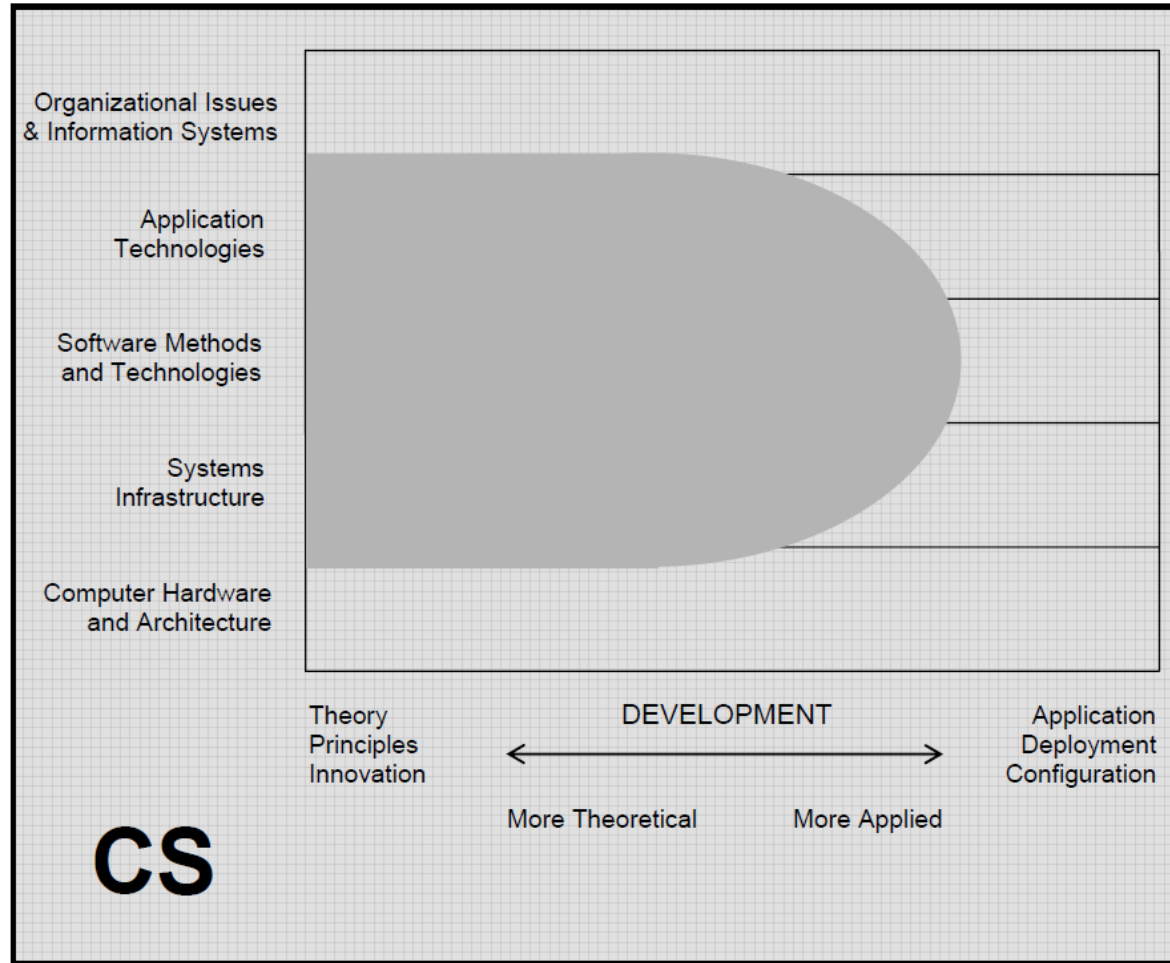 Organizational Issues
& Information Systems
Application
Technologies
Software Methods
and Technologies
Systems
Infrastructure
Computer Hardware
and Architecture
Theory
Principles
Innovation
DEVELOPMENT
More Theoretical
More Applied
Application
Deployment
Configuration
CS